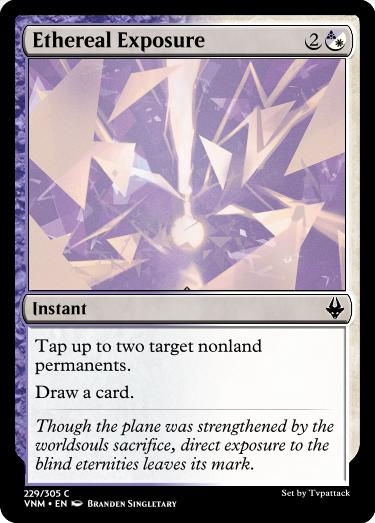 Ethereal Exposure 2
Instant
Tap up to two target nonland
permanents.
Draw a card.
Though the plane was strengthened by the
worldsouls sacrifice, direct exposure to the
blind eternities leaves its mark.
229/305 C
VNM • EN Branden Singletary
Set by Tvpattack